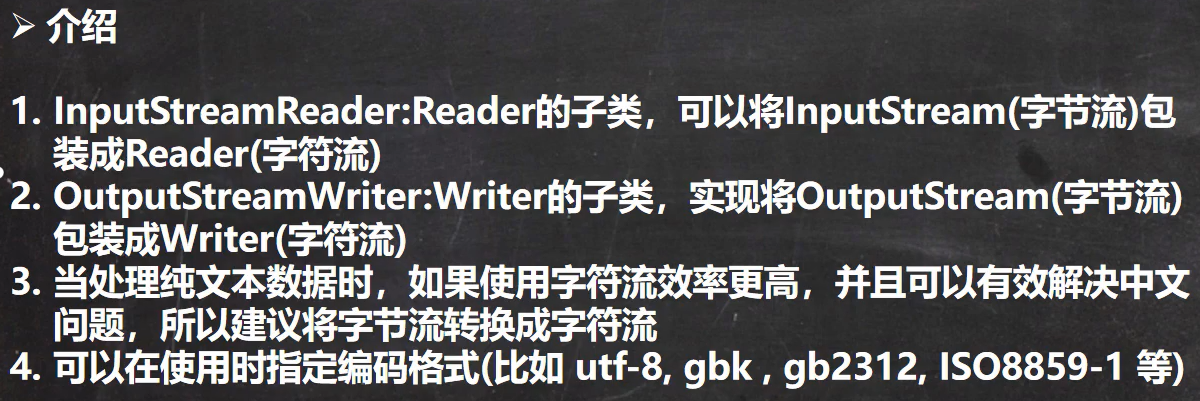 ➢ 介绍
1. InputStreamReader:Reader的子类，可以将InputStream(字节流)包
装成Reader(字符流)
2. OutputStreamWriter:Writer的子类，实现将OutputStream(字节流)
包装成Writer(字符流)
3. 当处理纯文本数据时，如果使用字符流效率更高，并且可以有效解决中文
问题，所以建议将字节流转换成字符流
4. 可以在使用时指定编码格式(比如 utf-8, gbk , gb2312, ISO8859-1 等)